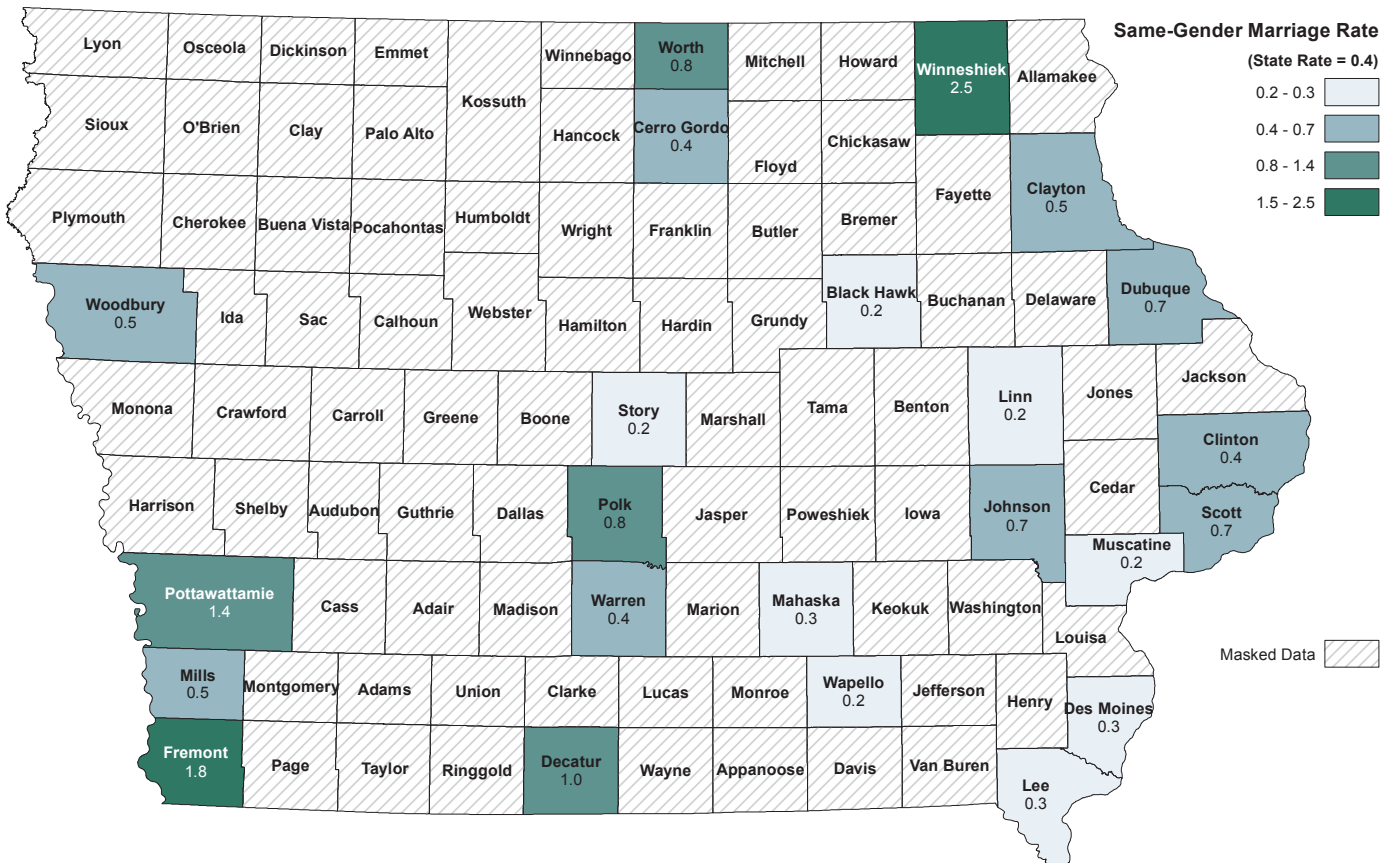 Same-Gender Marriage Rate
(State Rate = 0.4)
0.2 - 0.3
0.4 - 0.7
0.8 - 1.4
1.5 - 2.5
Masked Data
Lyon
Osceola
Dickinson
Emmet
Kossuth
Winnebago
Worth
0.8
Mitchell
Howard
Winneshiek
2.5
Allamakee
Sioux
O'Brien
Clay
Palo Alto
Hancock
Cerro Gordo
0.4
Floyd
Chickasaw
Fayette
Clayton
0.5
Plymouth
Cherokee
Buena Vista
Pocahontas
Humboldt
Wright
Franklin
Butler
Bremer
Woodbury
0.5
Ida
Sac
Calhoun
Webster
Hamilton
Hardin
Grundy
Black Hawk
0.2
Buchanan
Delaware
Dubuque
0.7
Monona
Crawford
Carroll
Greene
Boone
Story
0.2
Marshall
Tama
Benton
Linn
0.2
Jones
Jackson
Clinton
0.4
Harrison
Shelby
Audubon
Guthrie
Dallas
Polk
0.8
Jasper
Poweshiek
Iowa
Johnson
0.7
Cedar
Scott
0.7
Muscatine
0.2
Pottawattamie
1.4
Cass
Adair
Madison
Warren
0.4
Marion
Mahaska
0.3
Keokuk
Washington
Louisa
Mills
0.5
Montgomery
Adams
Union
Clarke
Lucas
Monroe
Wapello
0.2
Jefferson
Henry
Des Moines
0.3
Fremont
1.8
Page
Taylor
Ringgold
Decatur
1.0
Wayne
Appanoose
Davis
Van Buren
Lee
0.3